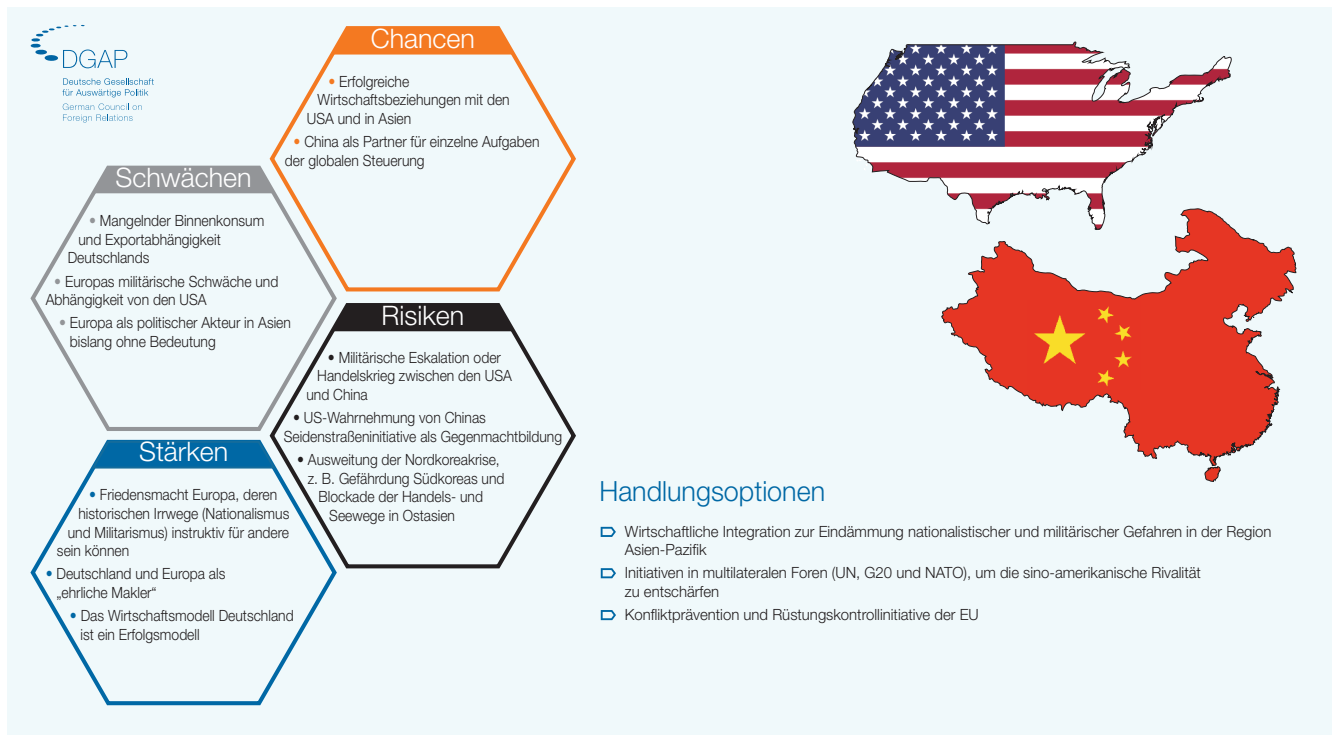 DGAP
Deutsche Gesellschaft
für Auswärtige Politik
German Council on
Foreign Relations
Chancen
• Erfolgreiche
Wirtschaftsbeziehungen mit den
USA und in Asien
• China als Partner für einzelne Aufgaben
der globalen Steuerung
Schwächen
• Mangelnder Binnenkonsum
und Exportabhängigkeit
Deutschlands
• Europas militärische Schwäche und
Abhängigkeit von den USA
• Europa als politischer Akteur in Asien
bislang ohne Bedeutung
Risiken
• Militärische Eskalation oder
Handelskrieg zwischen den USA
und China
• US-Wahrnehmung von Chinas
Seidenstraßeninitiative als Gegenmachtbildung
• Ausweitung der Nordkoreakrise,
z. B. Gefährdung Südkoreas und
Blockade der Handels- und
Seewege in Ostasien
Stärken
• Friedensmacht Europa, deren
historischen Irrwege (Nationalismus
und Militarismus) instruktiv für andere
sein können
• Deutschland und Europa als
„ehrliche Makler“
• Das Wirtschaftsmodell Deutschland
ist ein Erfolgsmodell
Handlungsoptionen
Wirtschaftliche Integration zur Eindämmung nationalistischer und militärischer Gefahren in der Region
Asien-Pazifik
Initiativen in multilateralen Foren (UN, G20 und NATO), um die sino-amerikanische Rivalität
zu entschärfen
Konfliktprävention und Rüstungskontrollinitiative der EU